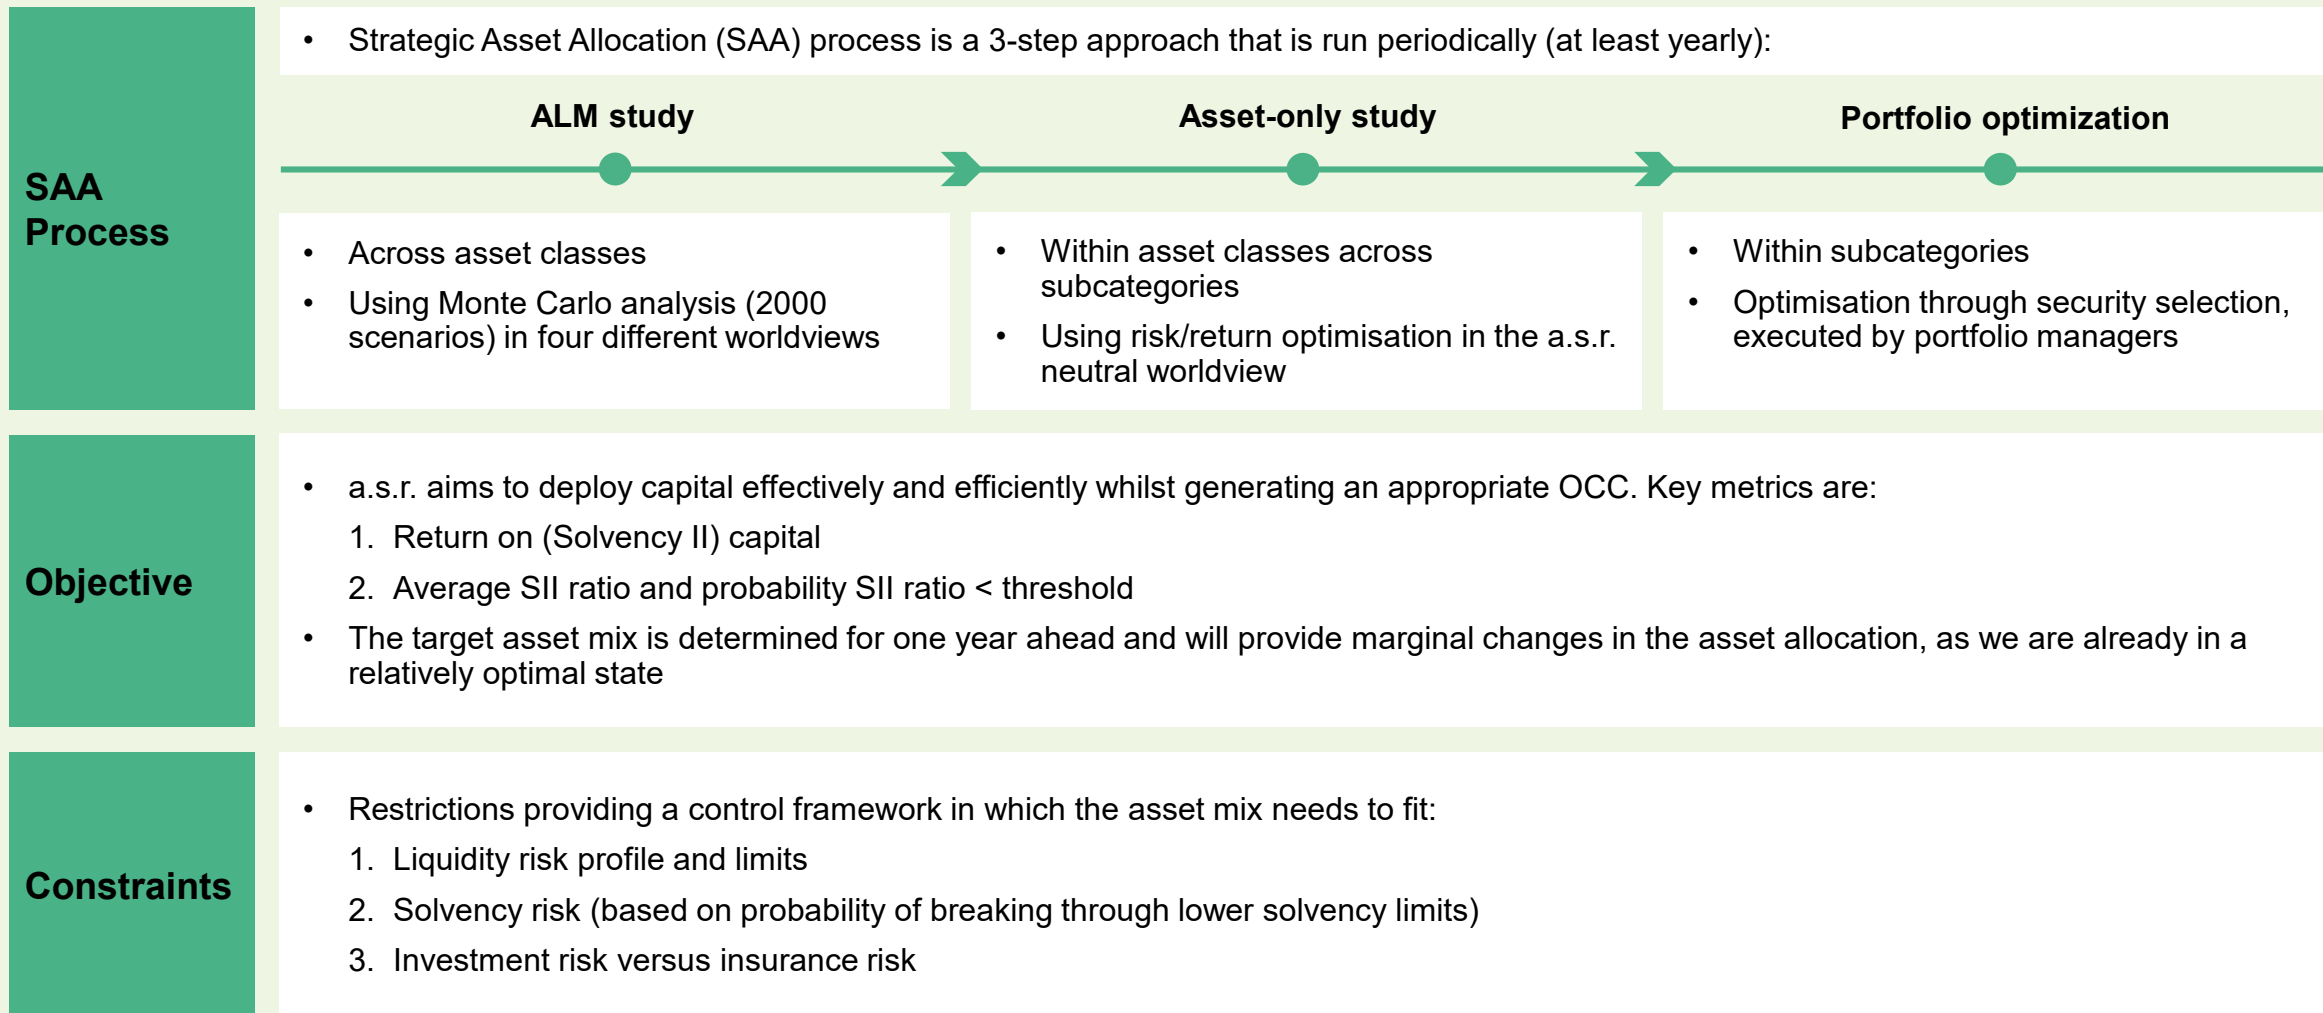 SAA
Process
• Strategic Asset Allocation (SAA) process is a 3-step approach that is run periodically (at least yearly):
ALM study
Asset-only study
Portfolio optimization
• Across asset classes
• Using Monte Carlo analysis (2000
scenarios) in four different worldviews
• Within asset classes across
subcategories
• Using risk/return optimisation in the a.s.r.
neutral worldview
• Within subcategories
• Optimisation through security selection,
executed by portfolio managers
Objective
• a.s.r. aims to deploy capital effectively and efficiently whilst generating an appropriate OCC. Key metrics are:
1. Return on (Solvency II) capital
2. Average SII ratio and probability SII ratio < threshold
• The target asset mix is determined for one year ahead and will provide marginal changes in the asset allocation, as we are already in a
relatively optimal state
Constraints
• Restrictions providing a control framework in which the asset mix needs to fit:
1. Liquidity risk profile and limits
2. Solvency risk (based on probability of breaking through lower solvency limits)
3. Investment risk versus insurance risk